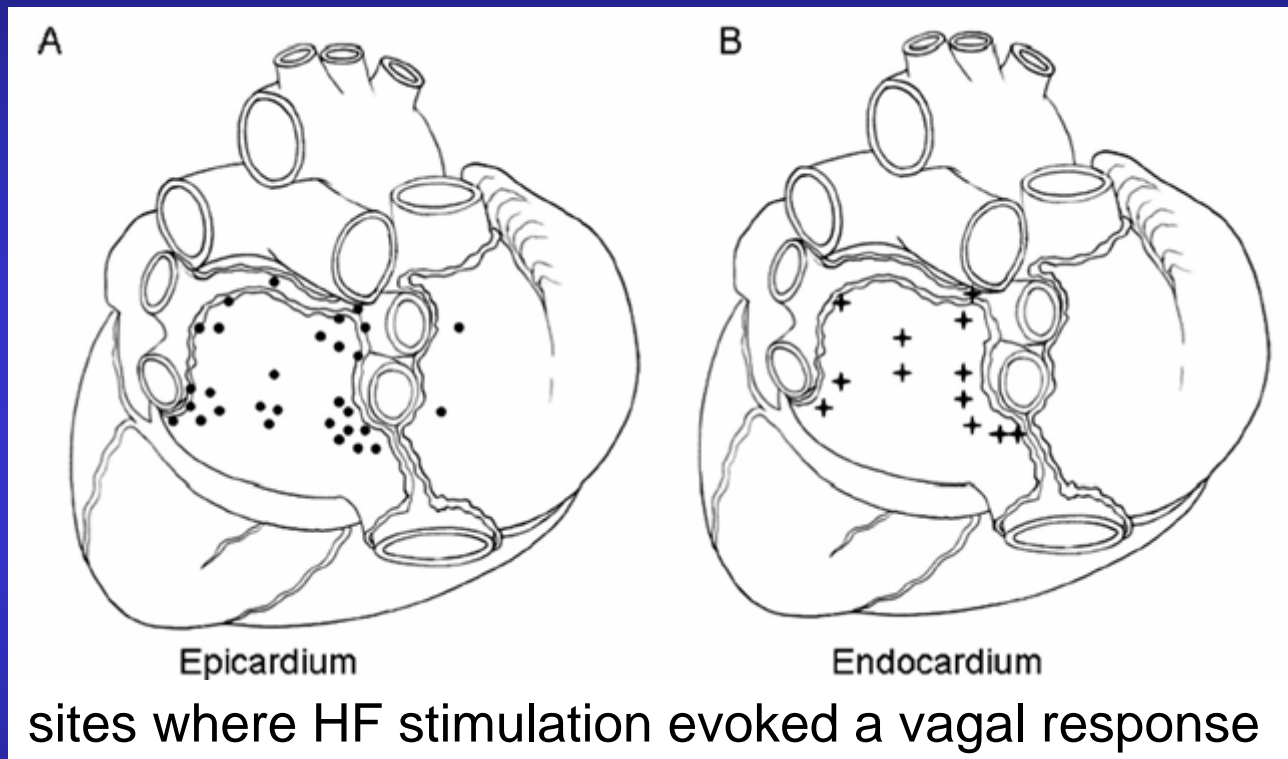 A
B
Epicardium
Endocardium
sites where HF stimulation evoked a vagal response